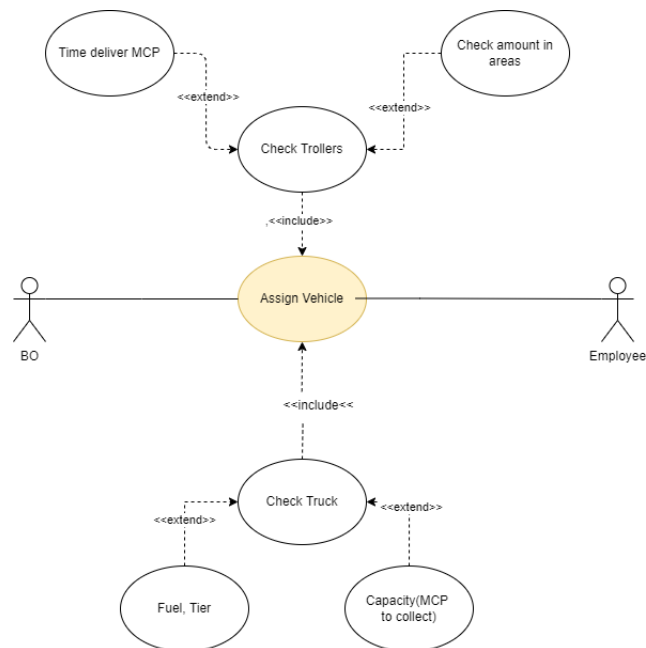 Time deliver MCP
Check amount in
areas
<<extend>>
<<extend>>
Check Trollers
,<<include>>
Assign Vehicle
BO
Employee
<<include<<
Check Truck
<<extend>>
<<extend>>
Fuel, Tier
Capacity(MCP
to collect)